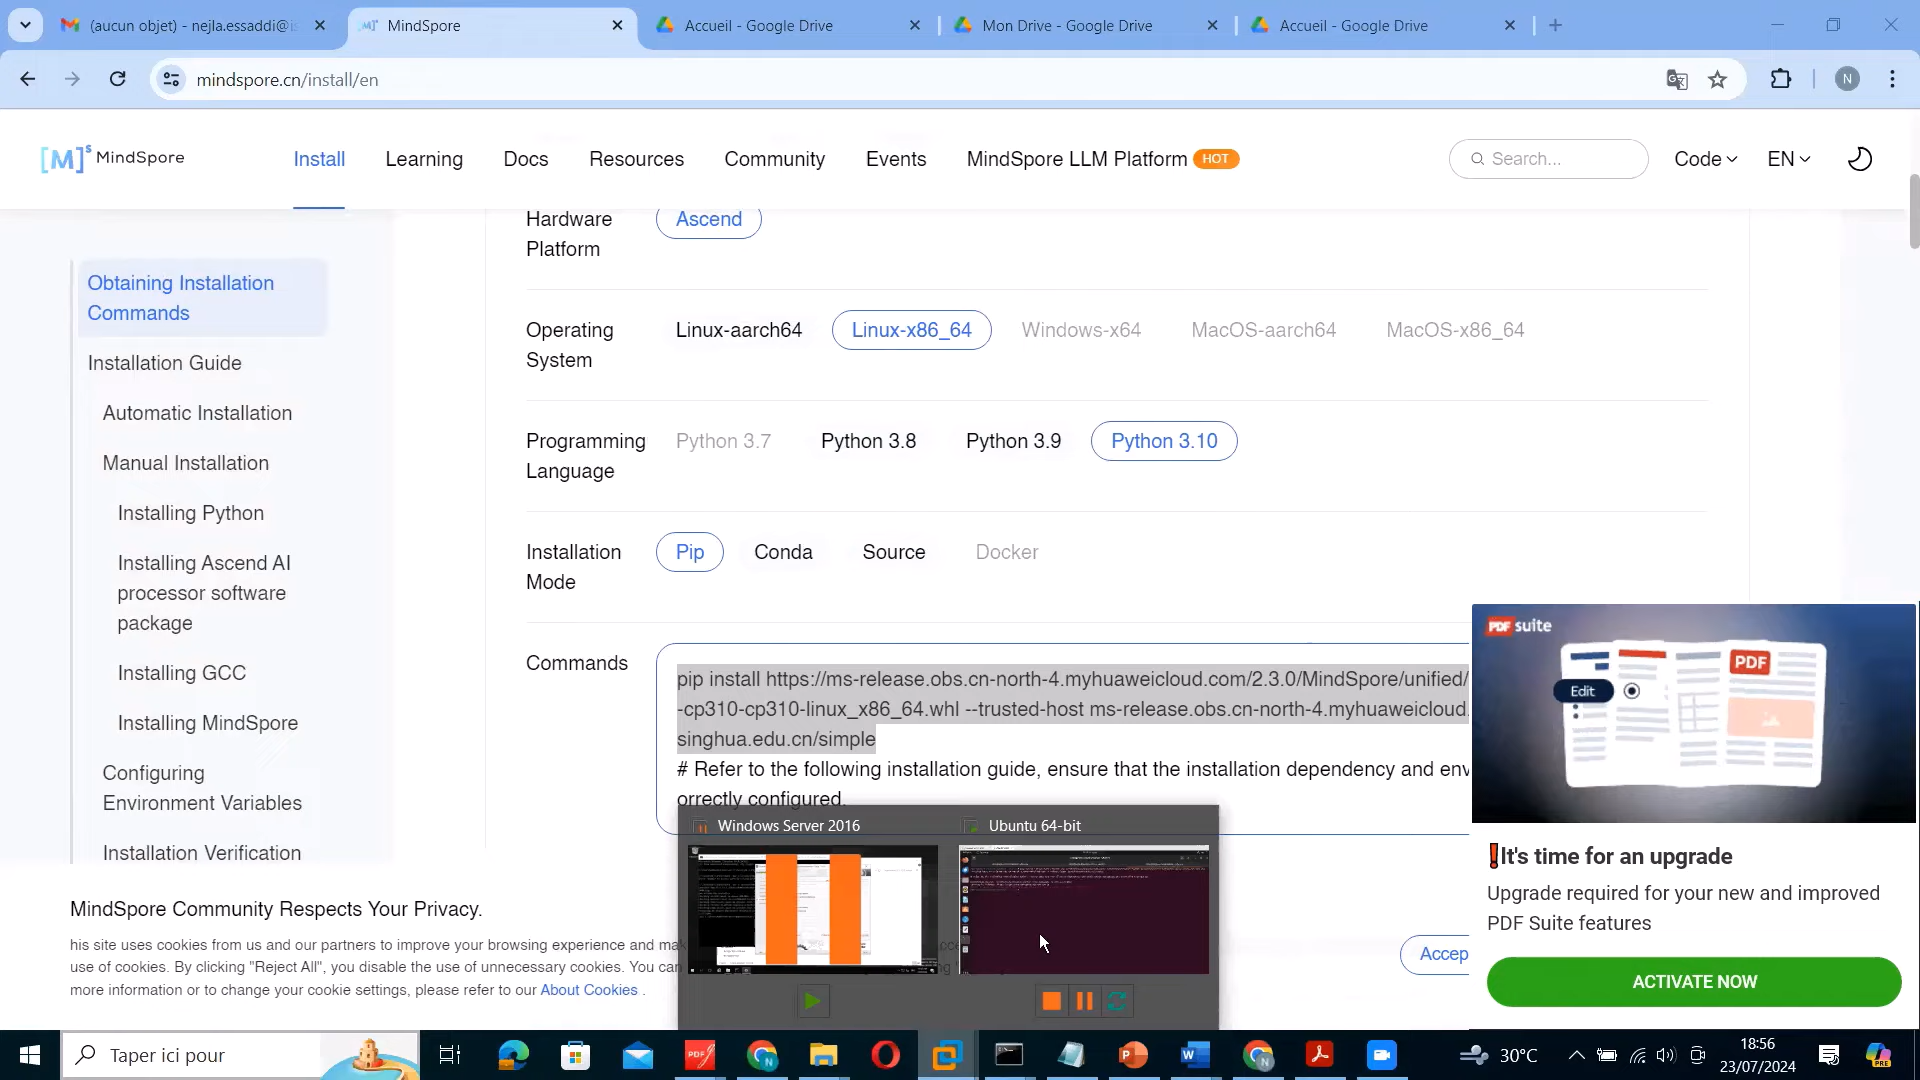 (aucun objet) - nejla.essaddi@i
MindSpore
Accueil - Google Drive
Mon Drive - Google Drive
Accueil - Google Drive
mindspore.cn/install/en
N
[M]s MindSpore
Install
Learning
Docs
Resources
Community
Events
MindSpore LLM Platform HOT
Search...
Code
EN
Obtaining Installation
Commands
Installation Guide
Automatic Installation
Manual Installation
Installing Python
Installing Ascend AI
processor software
package
Installing GCC
Installing MindSpore
Configuring
Environment Variables
Installation Verification
Hardware
Platform
Ascend
Operating
System
Linux-aarch64
Linux-x86_64
Windows-x64
MacOS-aarch64
MacOS-x86_64
Programming
Language
Python 3.7
Python 3.8
Python 3.9
Python 3.10
Installation
Mode
Pip
Conda
Source
Docker
Commands
pip install https://ms-release.obs.cn-north-4.myhuaweicloud.com/2.3.0/MindSpore/unified/
-cp310-cp310-linux_x86_64.whl --trusted-host ms-release.obs.cn-north-4.myhuaweicloud.
singhua.edu.cn/simple
# Refer to the following installation guide, ensure that the installation dependency and env
orrectly configured.
Windows Server 2016
Ubuntu 64-bit
PDF suite
PDF
Edit
❗It's time for an upgrade
Upgrade required for your new and improved
PDF Suite features
ACTIVATE NOW
MindSpore Community Respects Your Privacy.
his site uses cookies from us and our partners to improve your browsing experience and mak
use of cookies. By clicking "Reject All", you disable the use of unnecessary cookies. You can
more information or to change your cookie settings, please refer to our About Cookies .
Accep
Taper ici pour
30°C
18:56
23/07/2024